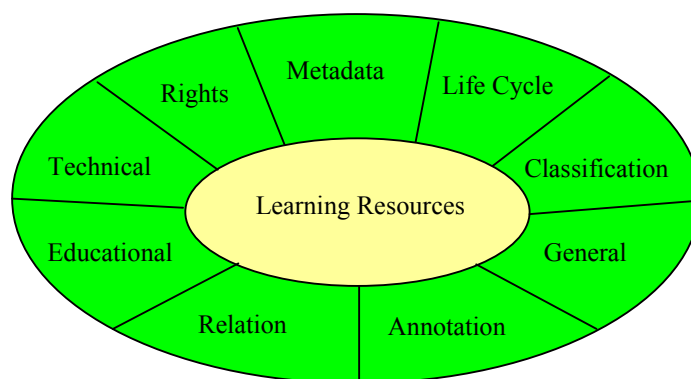 Metadata
Life Cycle
Rights
Technical
Classification
Learning Resources
Educational
General
Relation
Annotation